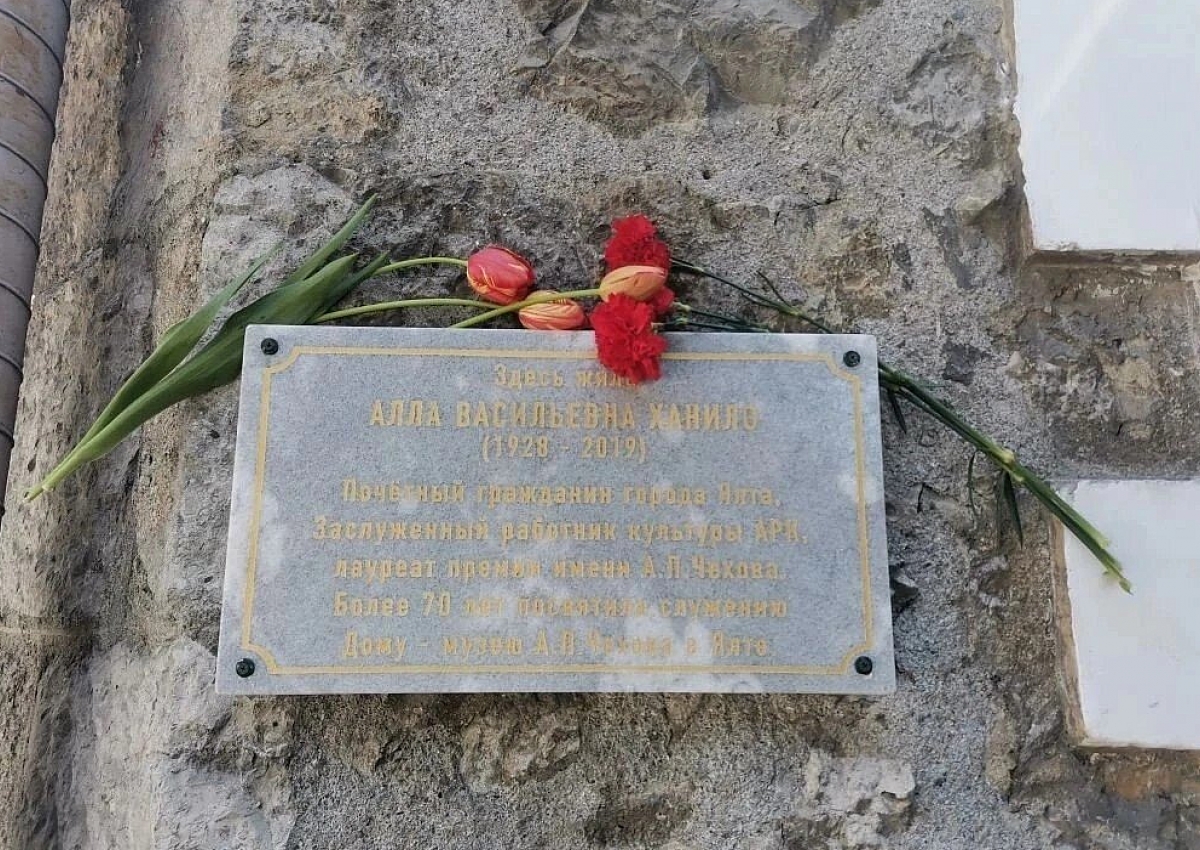 Здесь жила
АЛЛА ВАСИЛЬЕВНА ХАНИЛО
(1928 - 2019)
Почётный гражданин города Ялта,
Заслуженный работник культуры АРК,
лауреат премии имени А.П.Чехова.
Более 70 лет посвятила служению
Дому - музею А.П.Чехова в Ялте.